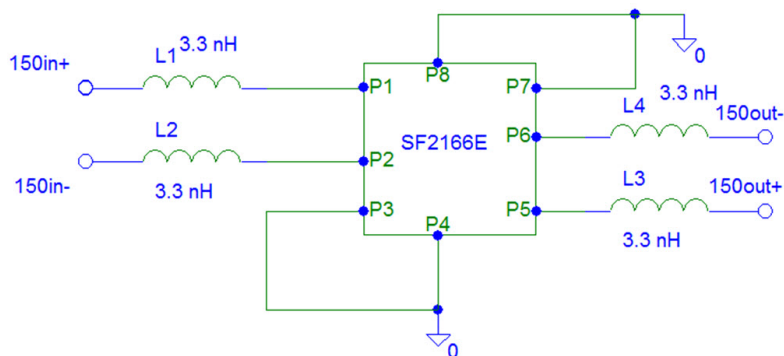 L1 3.3 nH
150in+
P1
P8
P7
0
L4 3.3 nH
150out-
L2
P2
SF2166E
P6
150in-
3.3 nH
P3
P4
P5
L3
150out+
3.3 nH
0